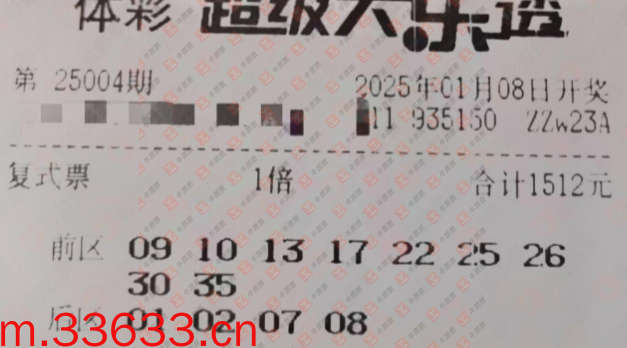 体彩 超级大乐透
第 25004期 2025年01月08日开奖
11 935150 ZZw23A
复式票 1倍 合计1512元
前区 09 10 13 17 22 25 26
30 35
后区 01 02 07 08
m.33633.cn